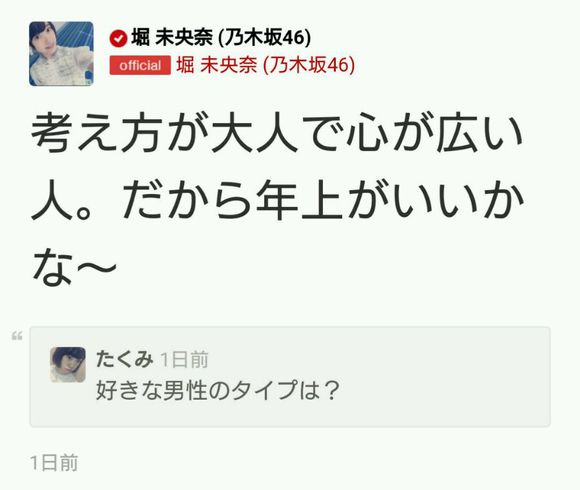 堀 未央奈 (乃木坂46)
official 堀 未央奈 (乃木坂46)
考え方が大人で心が広い
人。だから年上がいいか
な〜
たくみ 1日前
好きな男性のタイプは？
1日前